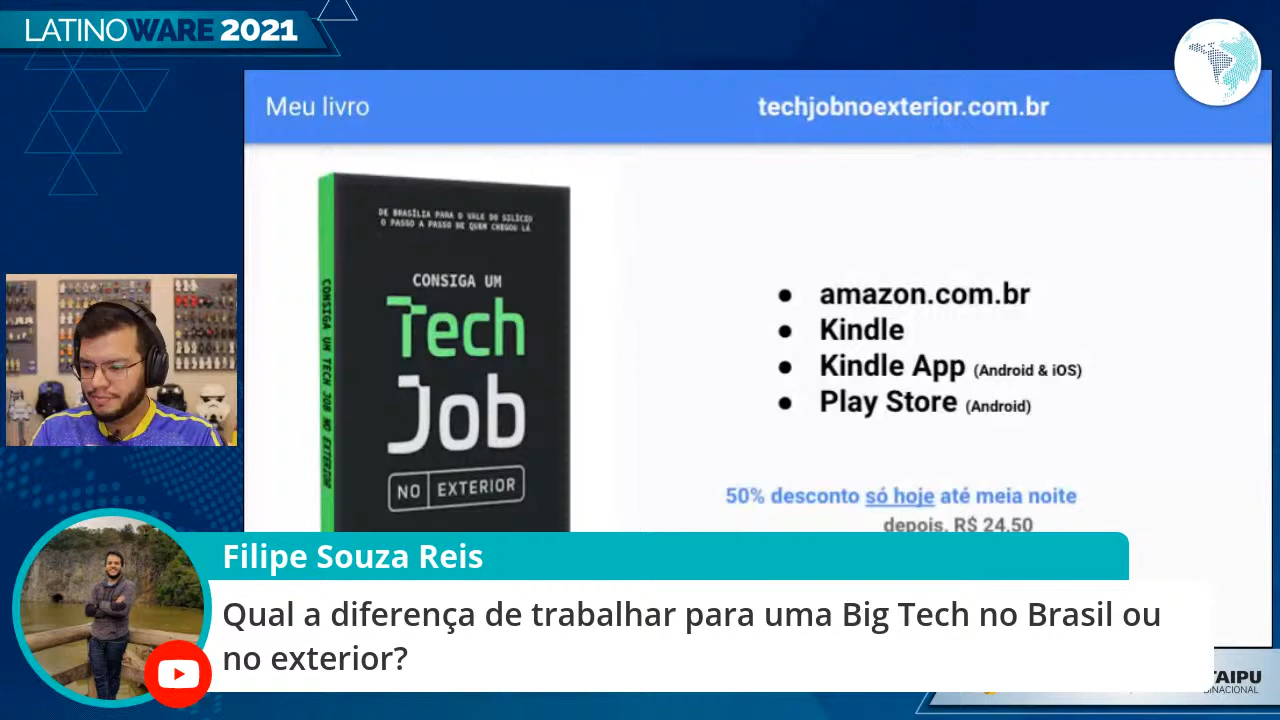 LATINOWARE 2021
Meu livro
techjobnoexterior.com.br
DE BRASÍLIA PARA O VALE DO SILÍCIO
O PASSO A PASSO DE QUEM CHEGOU LÁ
CONSIGA UM
Tech
Job
NO EXTERIOR
CONSIGA UM TECH JOB NO EXTERIOR
● amazon.com.br
● Kindle
● Kindle App (Android & iOS)
● Play Store (Android)
50% desconto só hoje até meia noite
depois, R$ 24,50
Filipe Souza Reis
Qual a diferença de trabalhar para uma Big Tech no Brasil ou
no exterior?
TAIPU
BINACIONAL